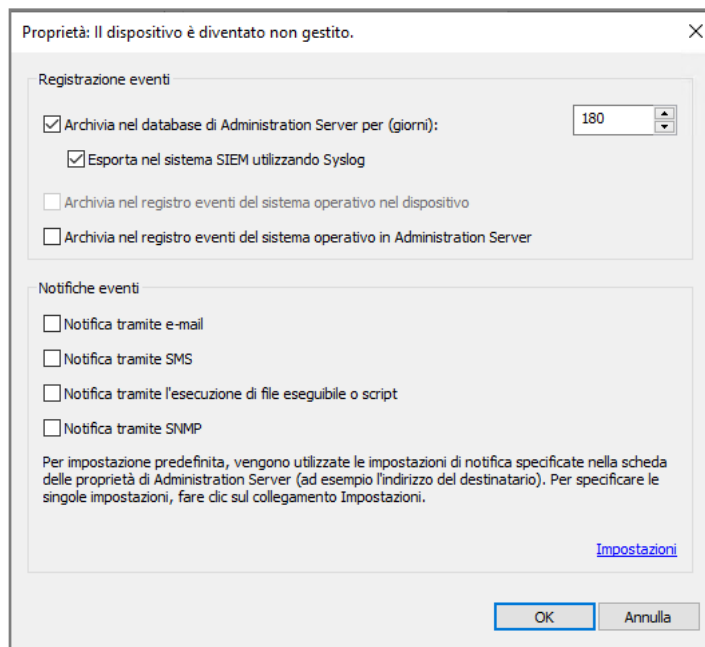 Proprietà: Il dispositivo è diventato non gestito.
Registrazione eventi
Archivia nel database di Administration Server per (giorni):
180
Esporta nel sistema SIEM utilizzando Syslog
Archivia nel registro eventi del sistema operativo nel dispositivo
Archivia nel registro eventi del sistema operativo in Administration Server
Notifiche eventi
Notifica tramite e-mail
Notifica tramite SMS
Notifica tramite l'esecuzione di file eseguibile o script
Notifica tramite SNMP
Per impostazione predefinita, vengono utilizzate le impostazioni di notifica specificate nella scheda
delle proprietà di Administration Server (ad esempio l'indirizzo del destinatario). Per specificare le
singole impostazioni, fare clic sul collegamento Impostazioni.
Impostazioni
OK
Annulla